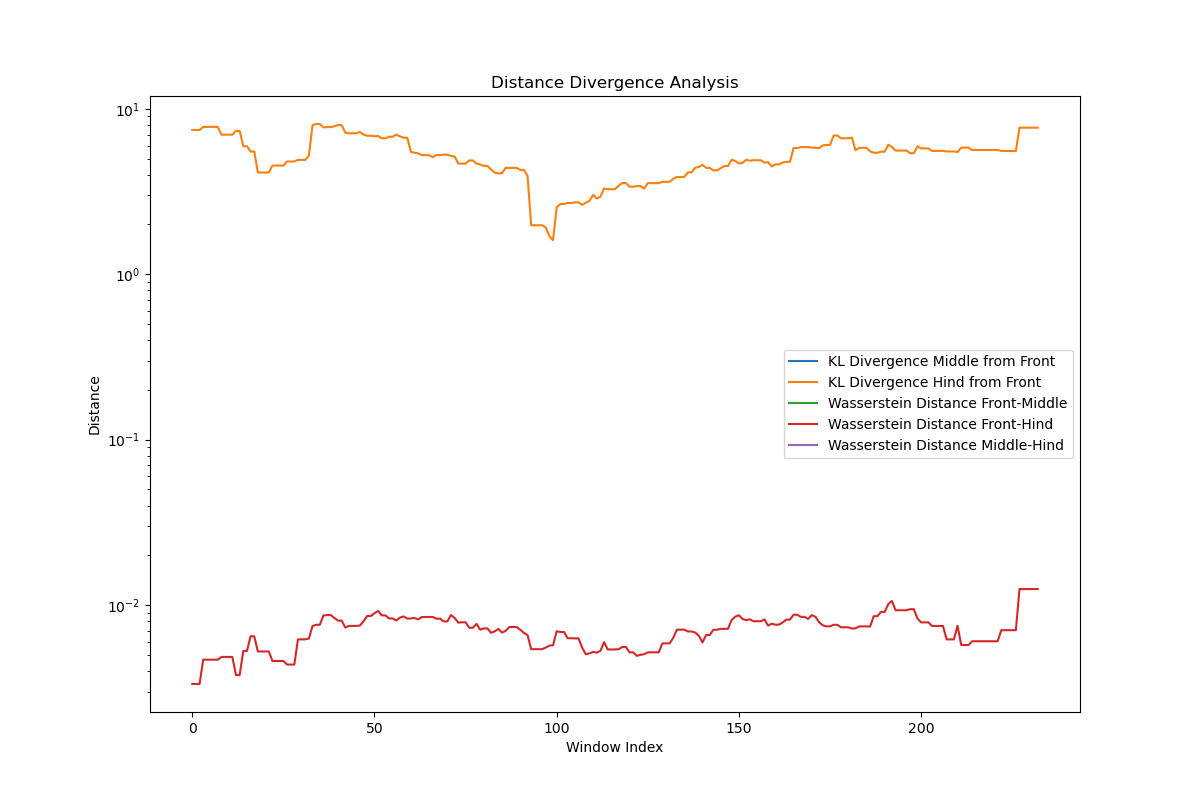 Distance Divergence Analysis
10¹
10⁰
10⁻¹
10⁻²
Distance
KL Divergence Middle from Front
KL Divergence Hind from Front
Wasserstein Distance Front-Middle
Wasserstein Distance Front-Hind
Wasserstein Distance Middle-Hind
0 50 100 150 200
Window Index